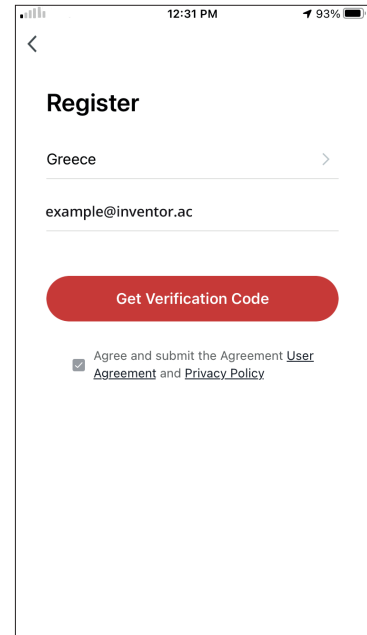 12:31 PM
93%
Register
Greece
example@inventor.ac
Get Verification Code
Agree and submit the Agreement User
Agreement and Privacy Policy